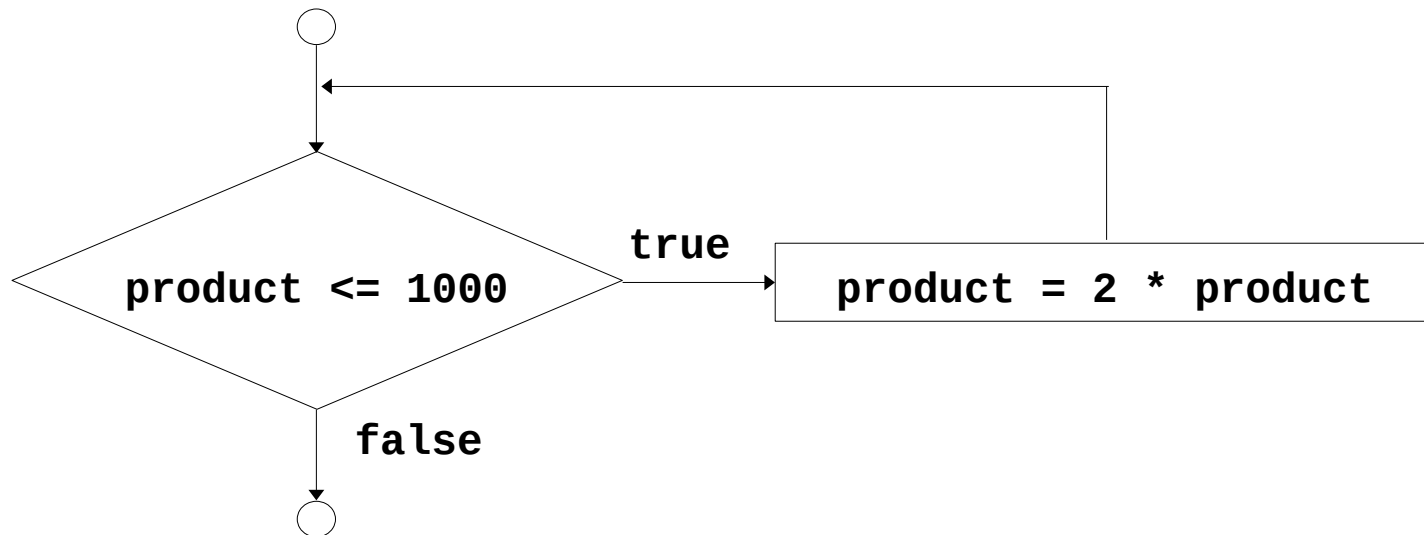 true
product <= 1000
product = 2 * product
false